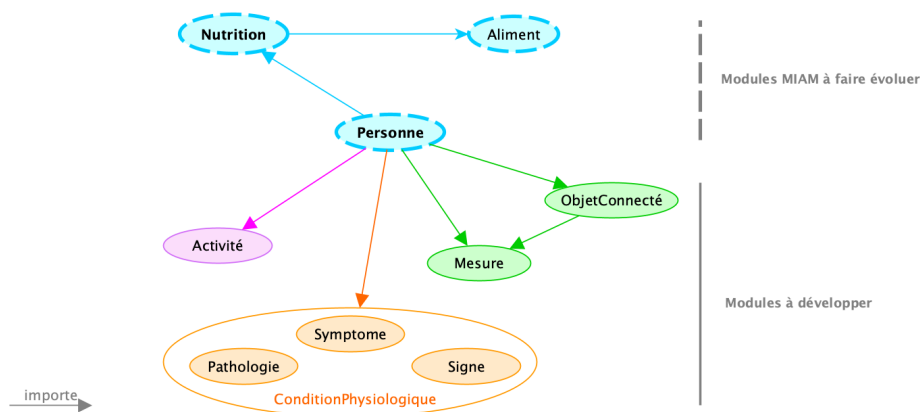 Nutrition
Aliment
Modules MIAM à faire évoluer
Personne
ObjetConnecté
Activité
Mesure
Modules à développer
Symptome
Pathologie
Signe
ConditionPhysiologique
importe